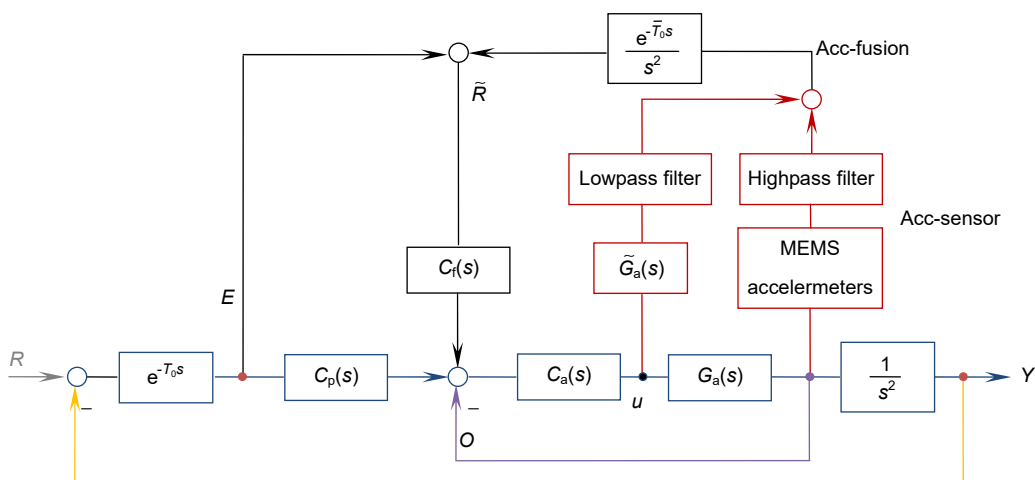 e^{-T̄₀s}
s²
Acc-fusion
R̃
Lowpass filter
Highpass filter
Acc-sensor
MEMS
accelermeters
C_f(s)
G̃_a(s)
E
R
e^{-T₀s}
C_p(s)
C_a(s)
G_a(s)
1
s²
Y
–
–
u
O